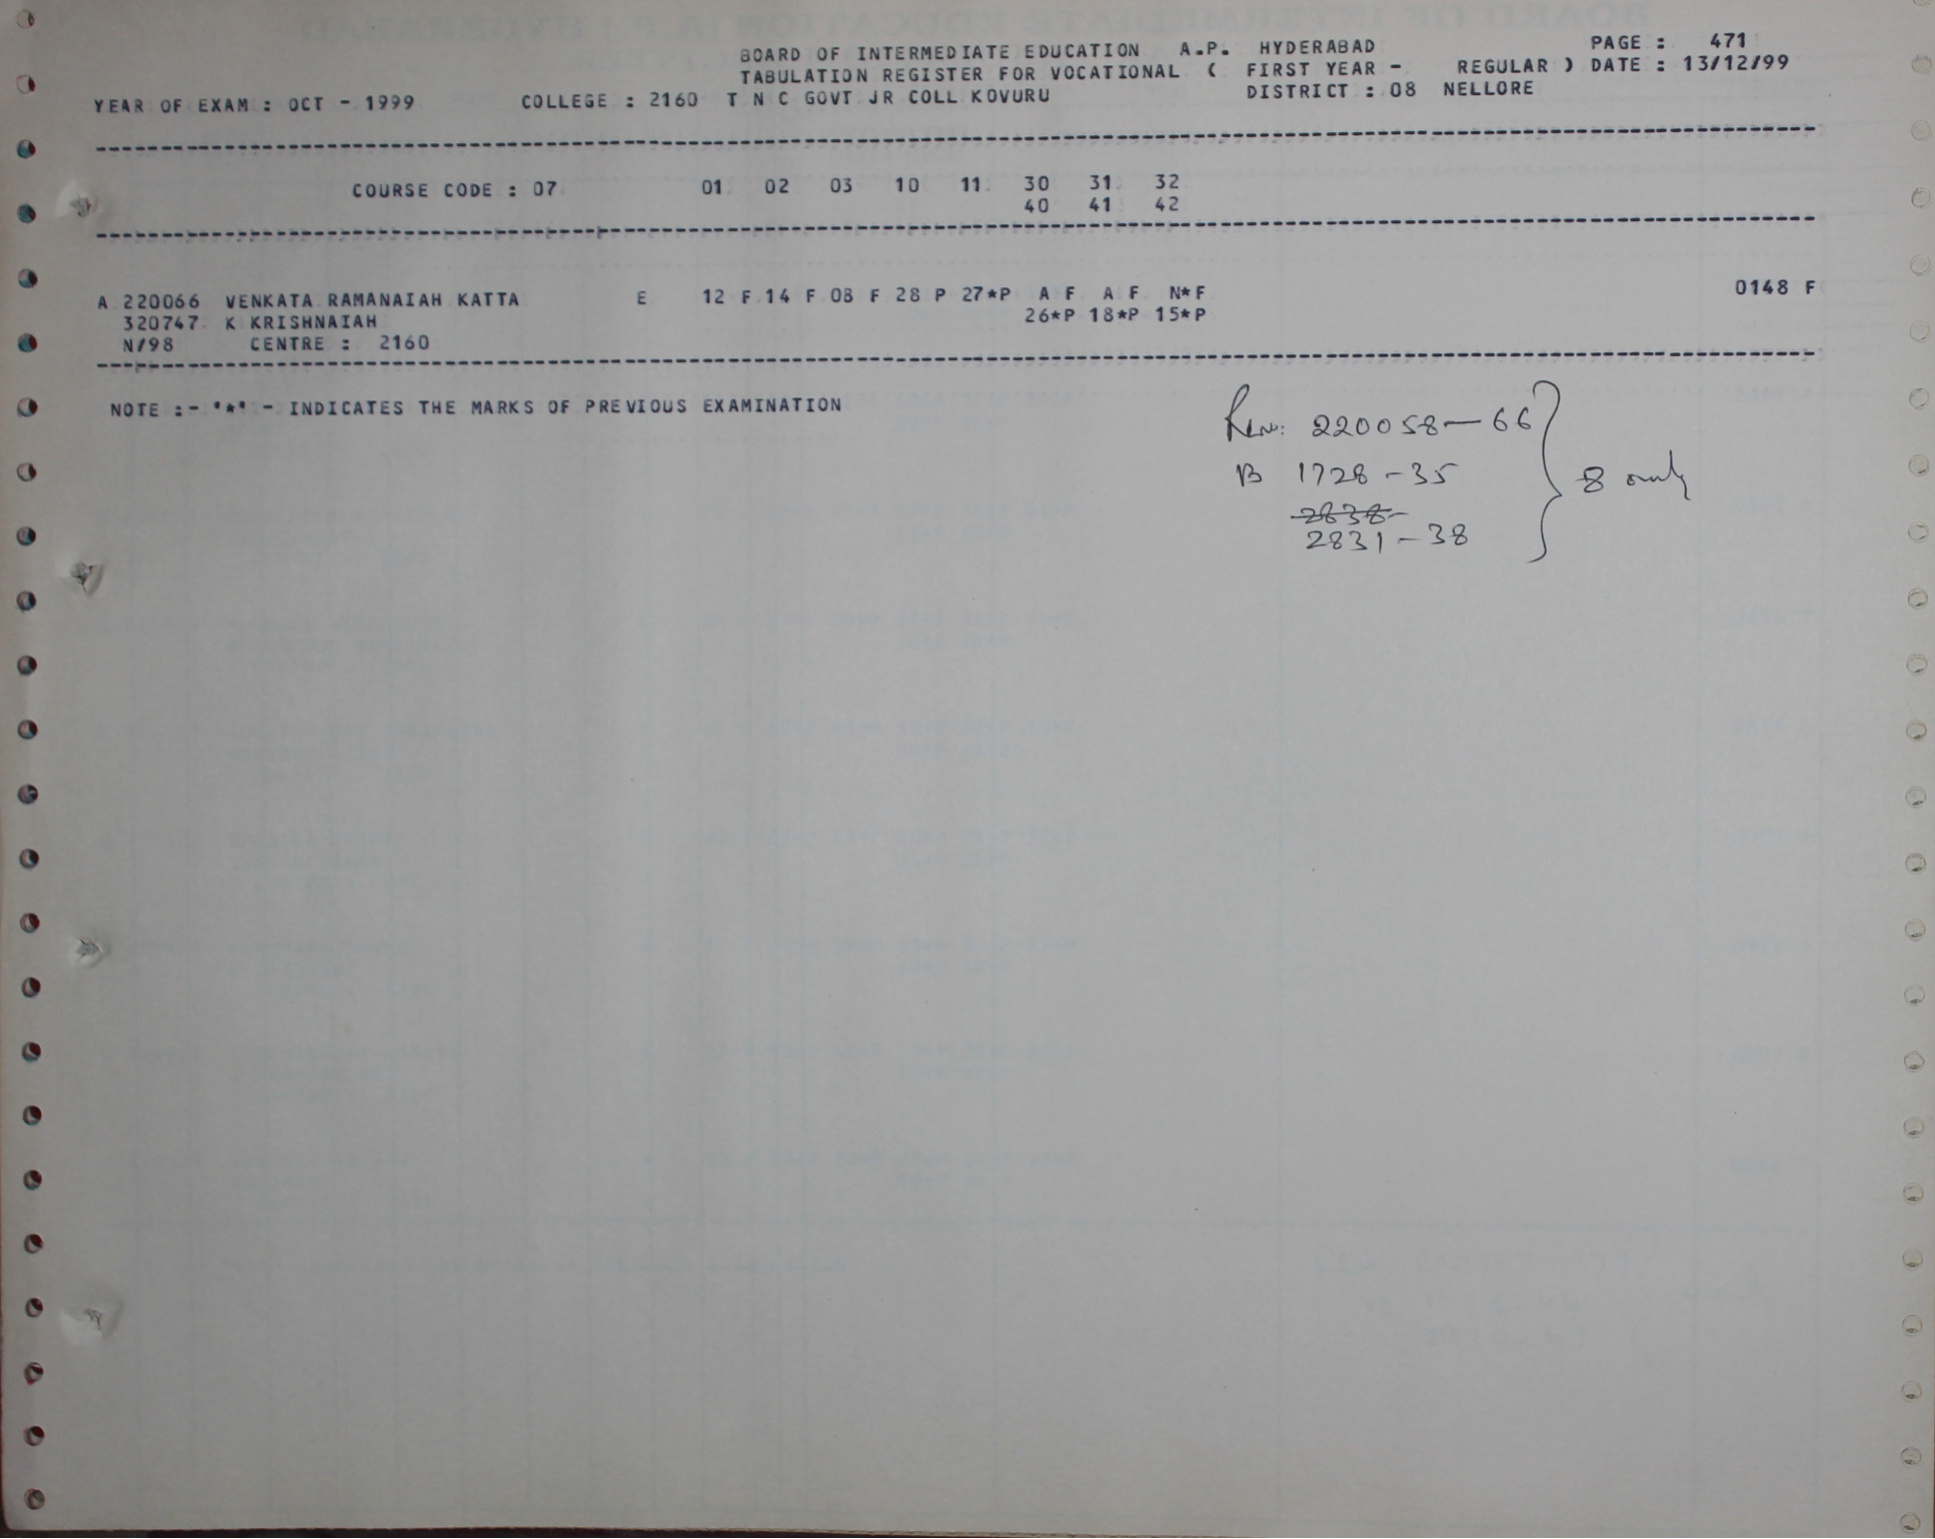 BOARD OF INTERMEDIATE EDUCATION A.P. HYDERABAD PAGE : 471
TABULATION REGISTER FOR VOCATIONAL ( FIRST YEAR - REGULAR ) DATE : 13/12/99
YEAR OF EXAM : OCT - 1999 COLLEGE : 2160 T N C GOVT JR COLL KOVURU DISTRICT : 08 NELLORE
COURSE CODE : 07 01 02 03 10 11 30 31 32
40 41 42
A 220066 VENKATA RAMANAIAH KATTA E 12 F 14 F 08 F 28 P 27*P A F A F N*F 0148 F
320747 K KRISHNAIAH 26*P 18*P 15*P
N/98 CENTRE : 2160
NOTE :- '*' - INDICATES THE MARKS OF PREVIOUS EXAMINATION
220058-66
B 1728-35
8 only
2838-
2831-38